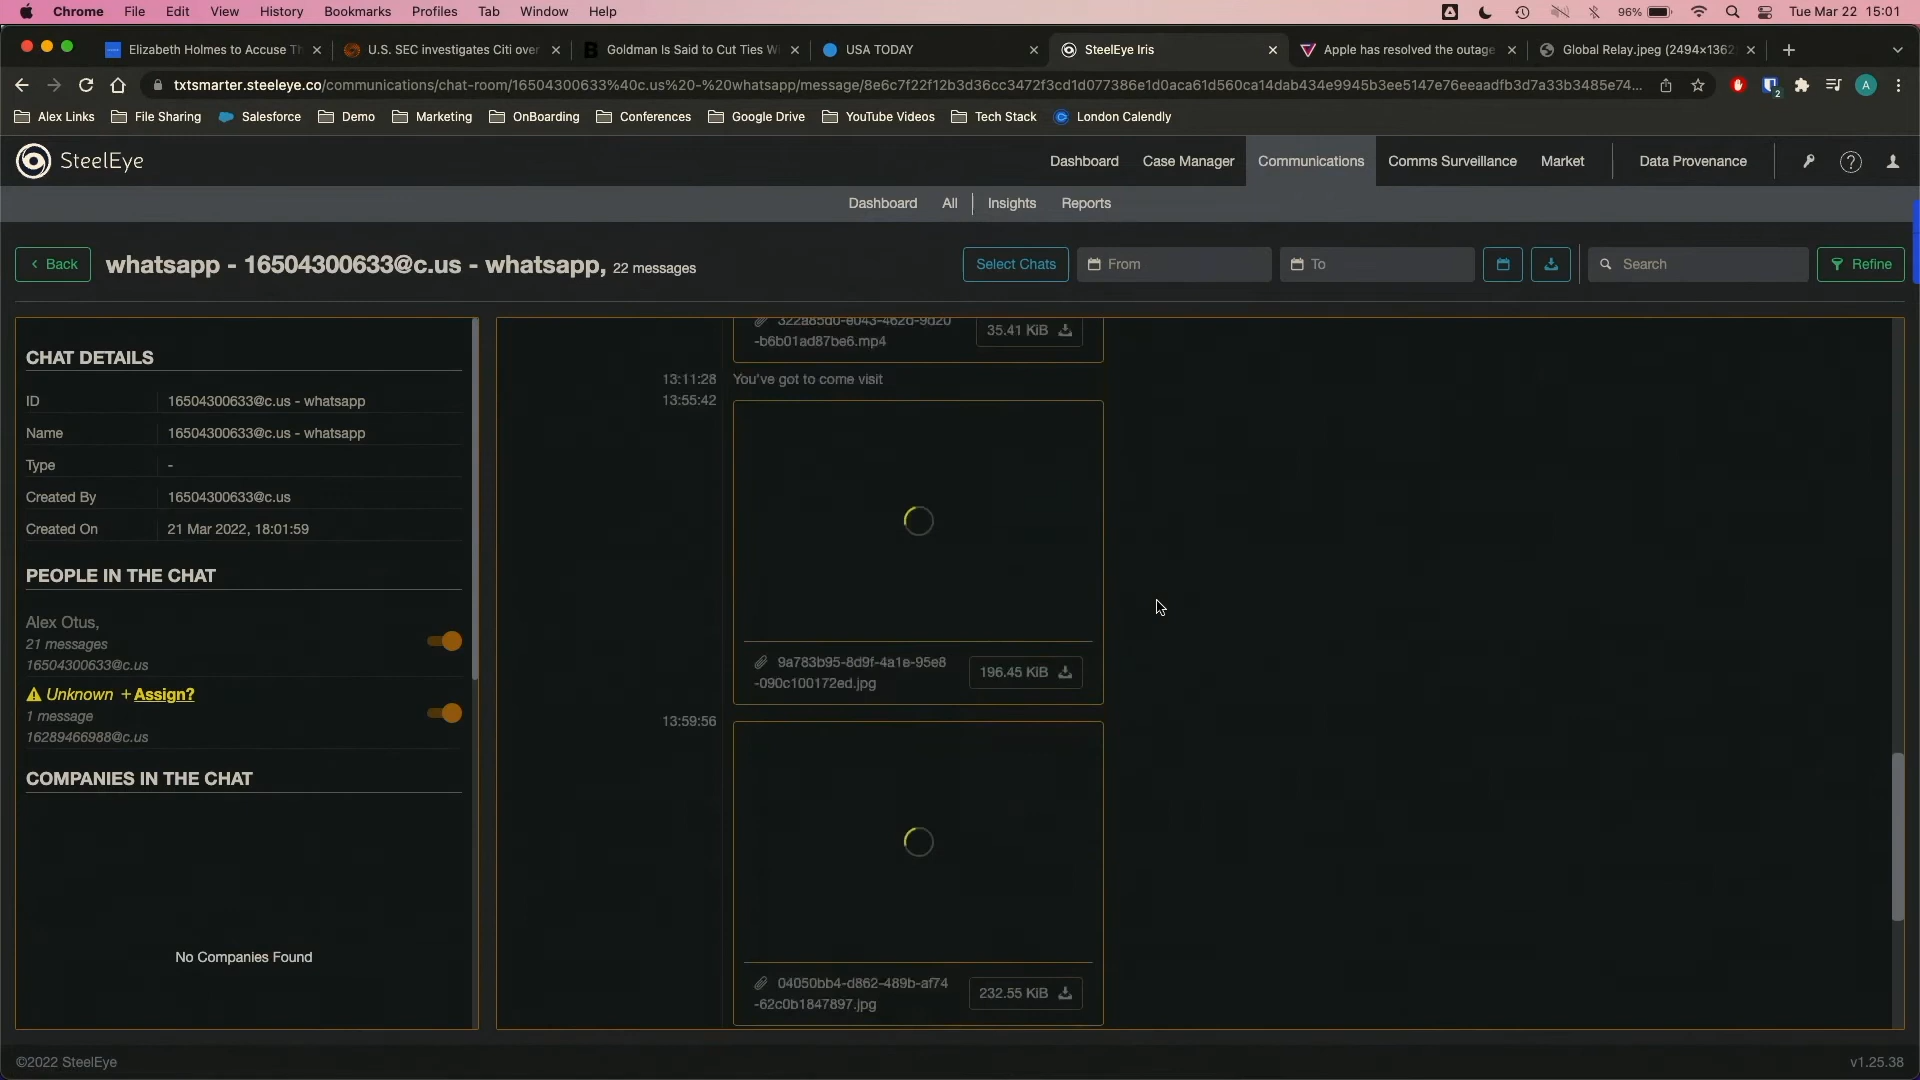 Chrome File Edit View History Bookmarks Profiles Tab Window Help 96% Tue Mar 22 15:01
Elizabeth Holmes to Accuse Th U.S. SEC investigates Citi over Goldman Is Said to Cut Ties Wi USA TODAY SteelEye Iris Apple has resolved the outage Global Relay.jpeg (2494×1362
txtsmarter.steeleye.co/communications/chat-room/16504300633%40c.us%20-%20whatsapp/message/8e6c7f22f12b3d36cc3472f3cd1d077386e1d0aca61d560ca14dab434e9945b3ee5147e76eeaadfb3d7a33b3485e74... 2 A
Alex Links File Sharing Salesforce Demo Marketing OnBoarding Conferences Google Drive YouTube Videos Tech Stack London Calendly
SteelEye Dashboard Case Manager Communications Comms Surveillance Market Data Provenance ?
Dashboard All Insights Reports
Back whatsapp - 16504300633@c.us - whatsapp, 22 messages Select Chats From To Search Refine
CHAT DETAILS
ID 16504300633@c.us - whatsapp
Name 16504300633@c.us - whatsapp
Type -
Created By 16504300633@c.us
Created On 21 Mar 2022, 18:01:59
PEOPLE IN THE CHAT
Alex Otus,
21 messages
16504300633@c.us
Unknown +Assign?
1 message
16289466988@c.us
COMPANIES IN THE CHAT
No Companies Found
322a85d0-e043-462d-9d20
-b6b01ad87be6.mp4
35.41 KiB
13:11:28 You've got to come visit
13:55:42
9a783b95-8d9f-4a1e-95e8
-090c100172ed.jpg
196.45 KiB
13:59:56
04050bb4-d862-489b-af74
-62c0b1847897.jpg
232.55 KiB
©2022 SteelEye v1.25.38